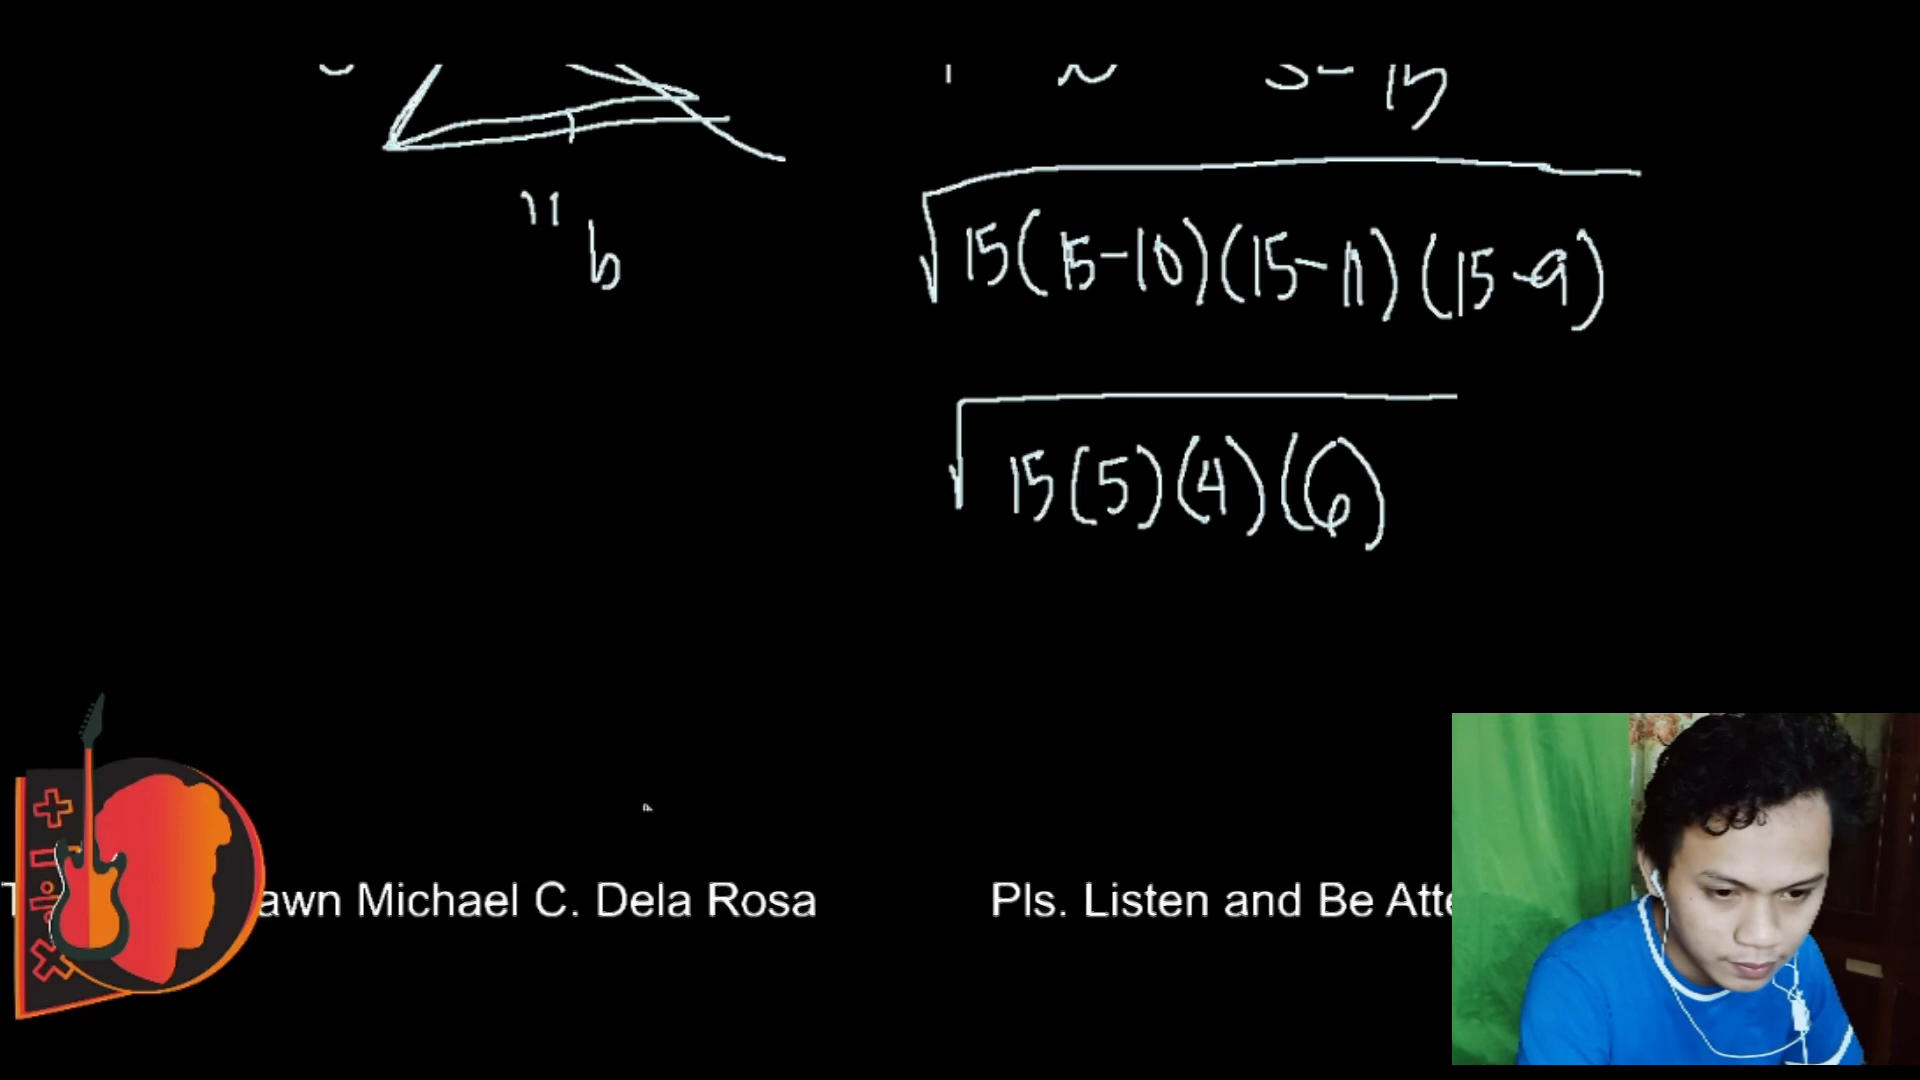 s = 15
11
b
√15(15-10)(15-11)(15-9)
√15(5)(4)(6)
awn Michael C. Dela Rosa Pls. Listen and Be Atte